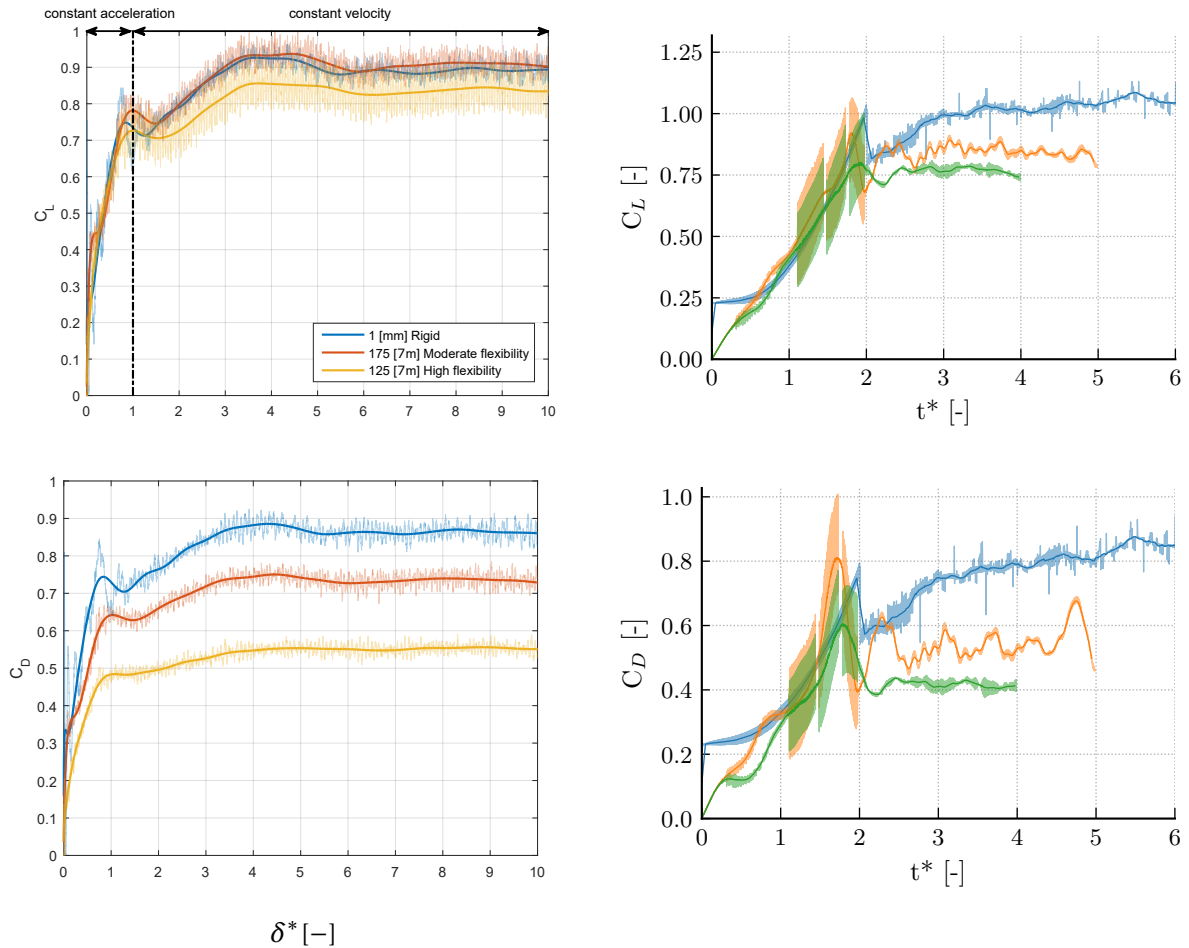 constant acceleration constant velocity
1
0.9
0.8
0.7
0.6
0.5
0.4
0.3
0.2
0.1
0
C_L
1 [mm] Rigid
175 [7m] Moderate flexibility
125 [7m] High flexibility
0 1 2 3 4 5 6 7 8 9 10
1.25
1.00
0.75
0.50
0.25
0.00
C_L [-]
0 1 2 3 4 5 6
t* [-]
1
0.9
0.8
0.7
0.6
0.5
0.4
0.3
0.2
0.1
0
C_D
0 1 2 3 4 5 6 7 8 9 10
δ* [−]
1.0
0.8
0.6
0.4
0.2
0.0
C_D [-]
0 1 2 3 4 5 6
t* [-]